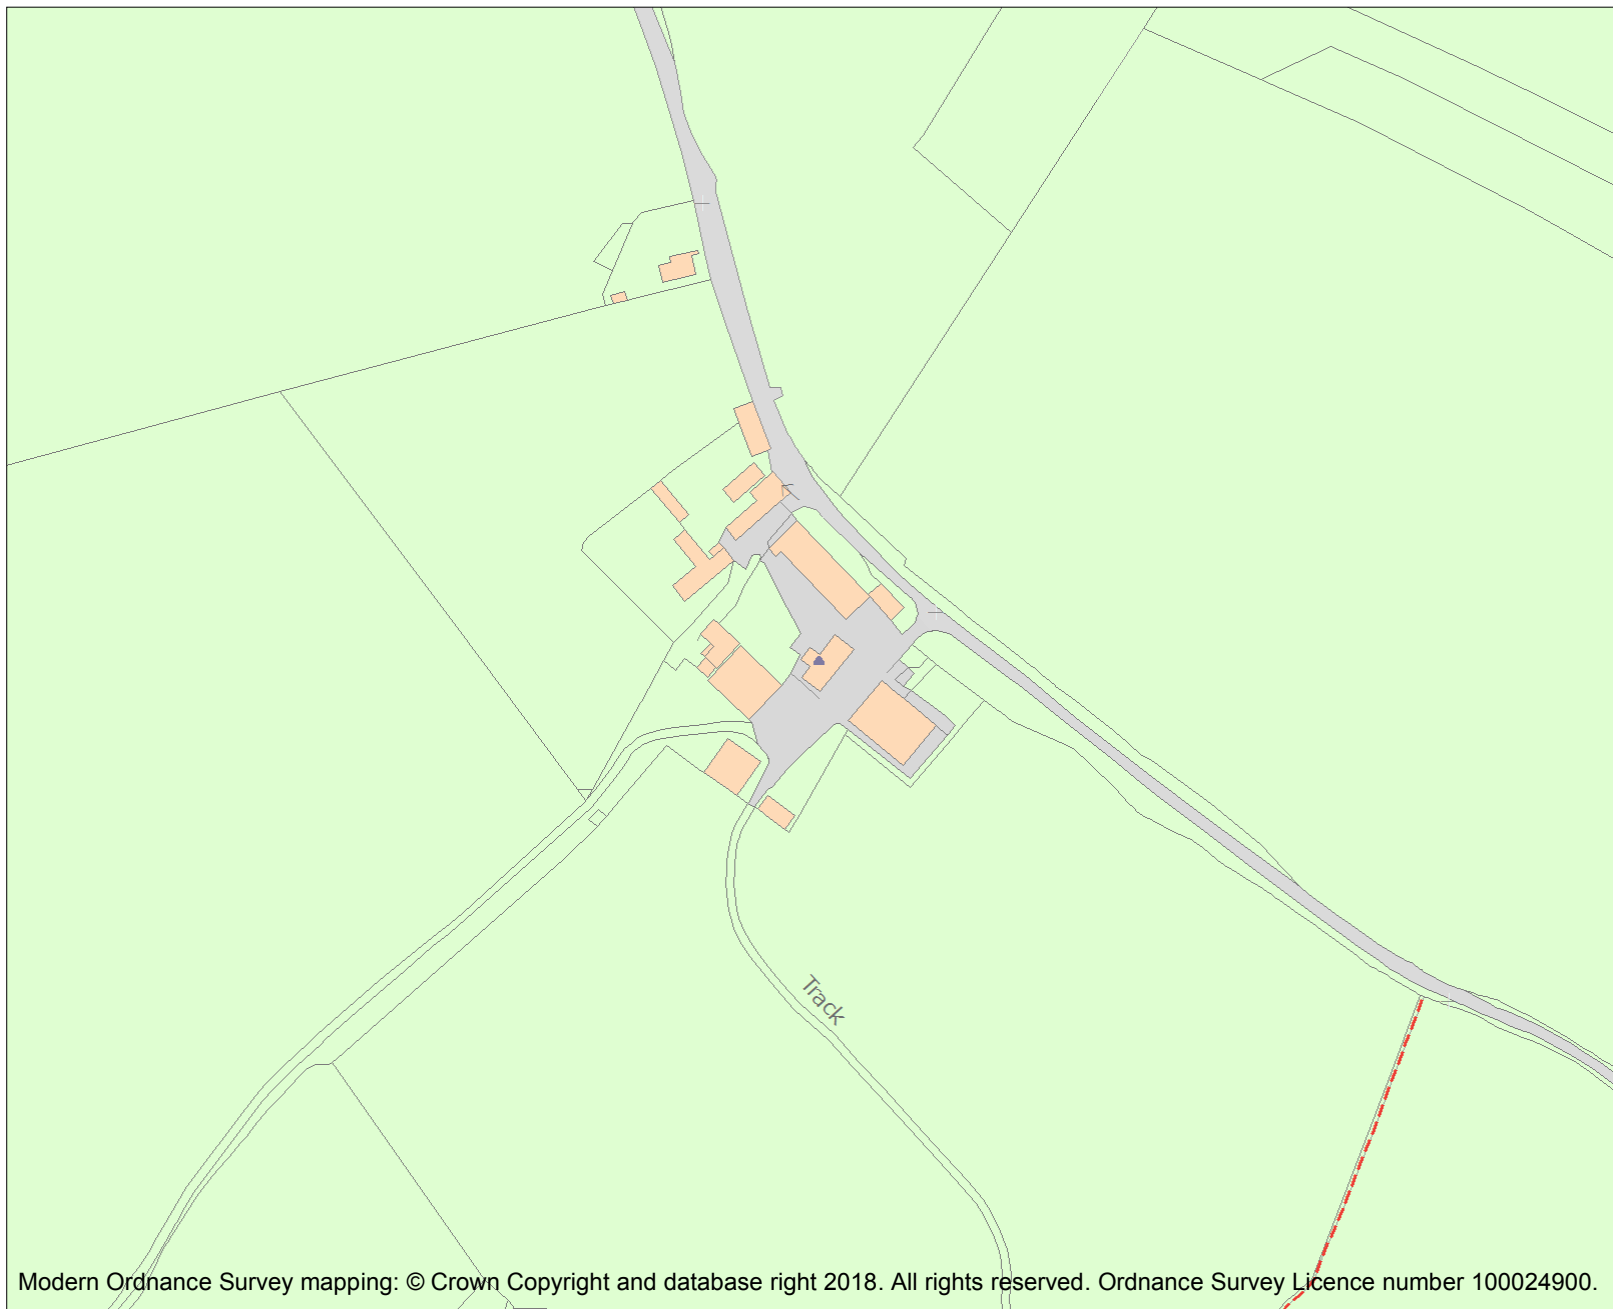 Track
Modern Ordnance Survey mapping: © Crown Copyright and database right 2018. All rights reserved. Ordnance Survey Licence number 100024900.